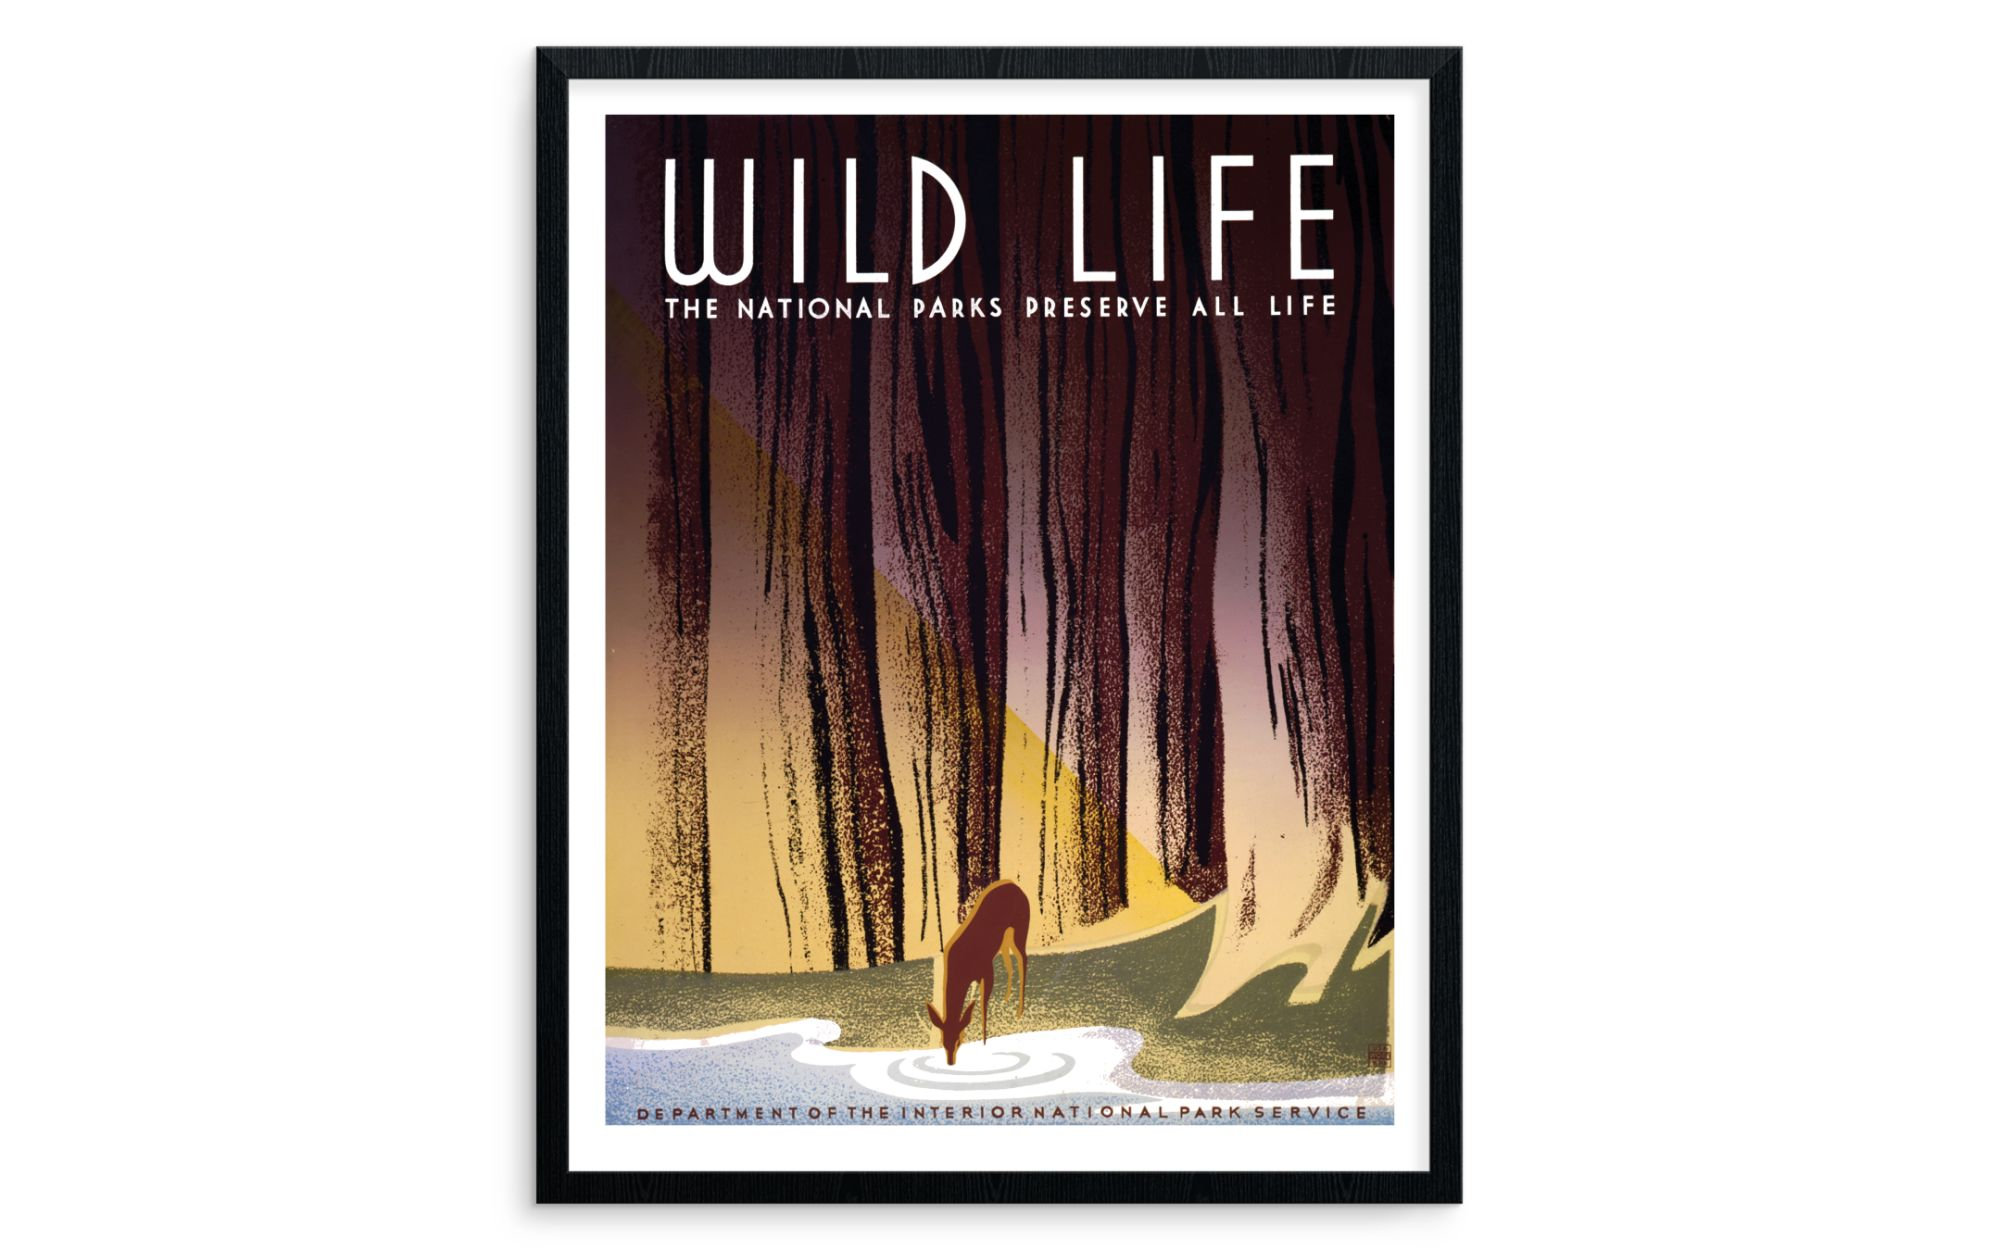 WILD LIFE
THE NATIONAL PARKS PRESERVE ALL LIFE
DEPARTMENT OF THE INTERIOR NATIONAL PARK SERVICE